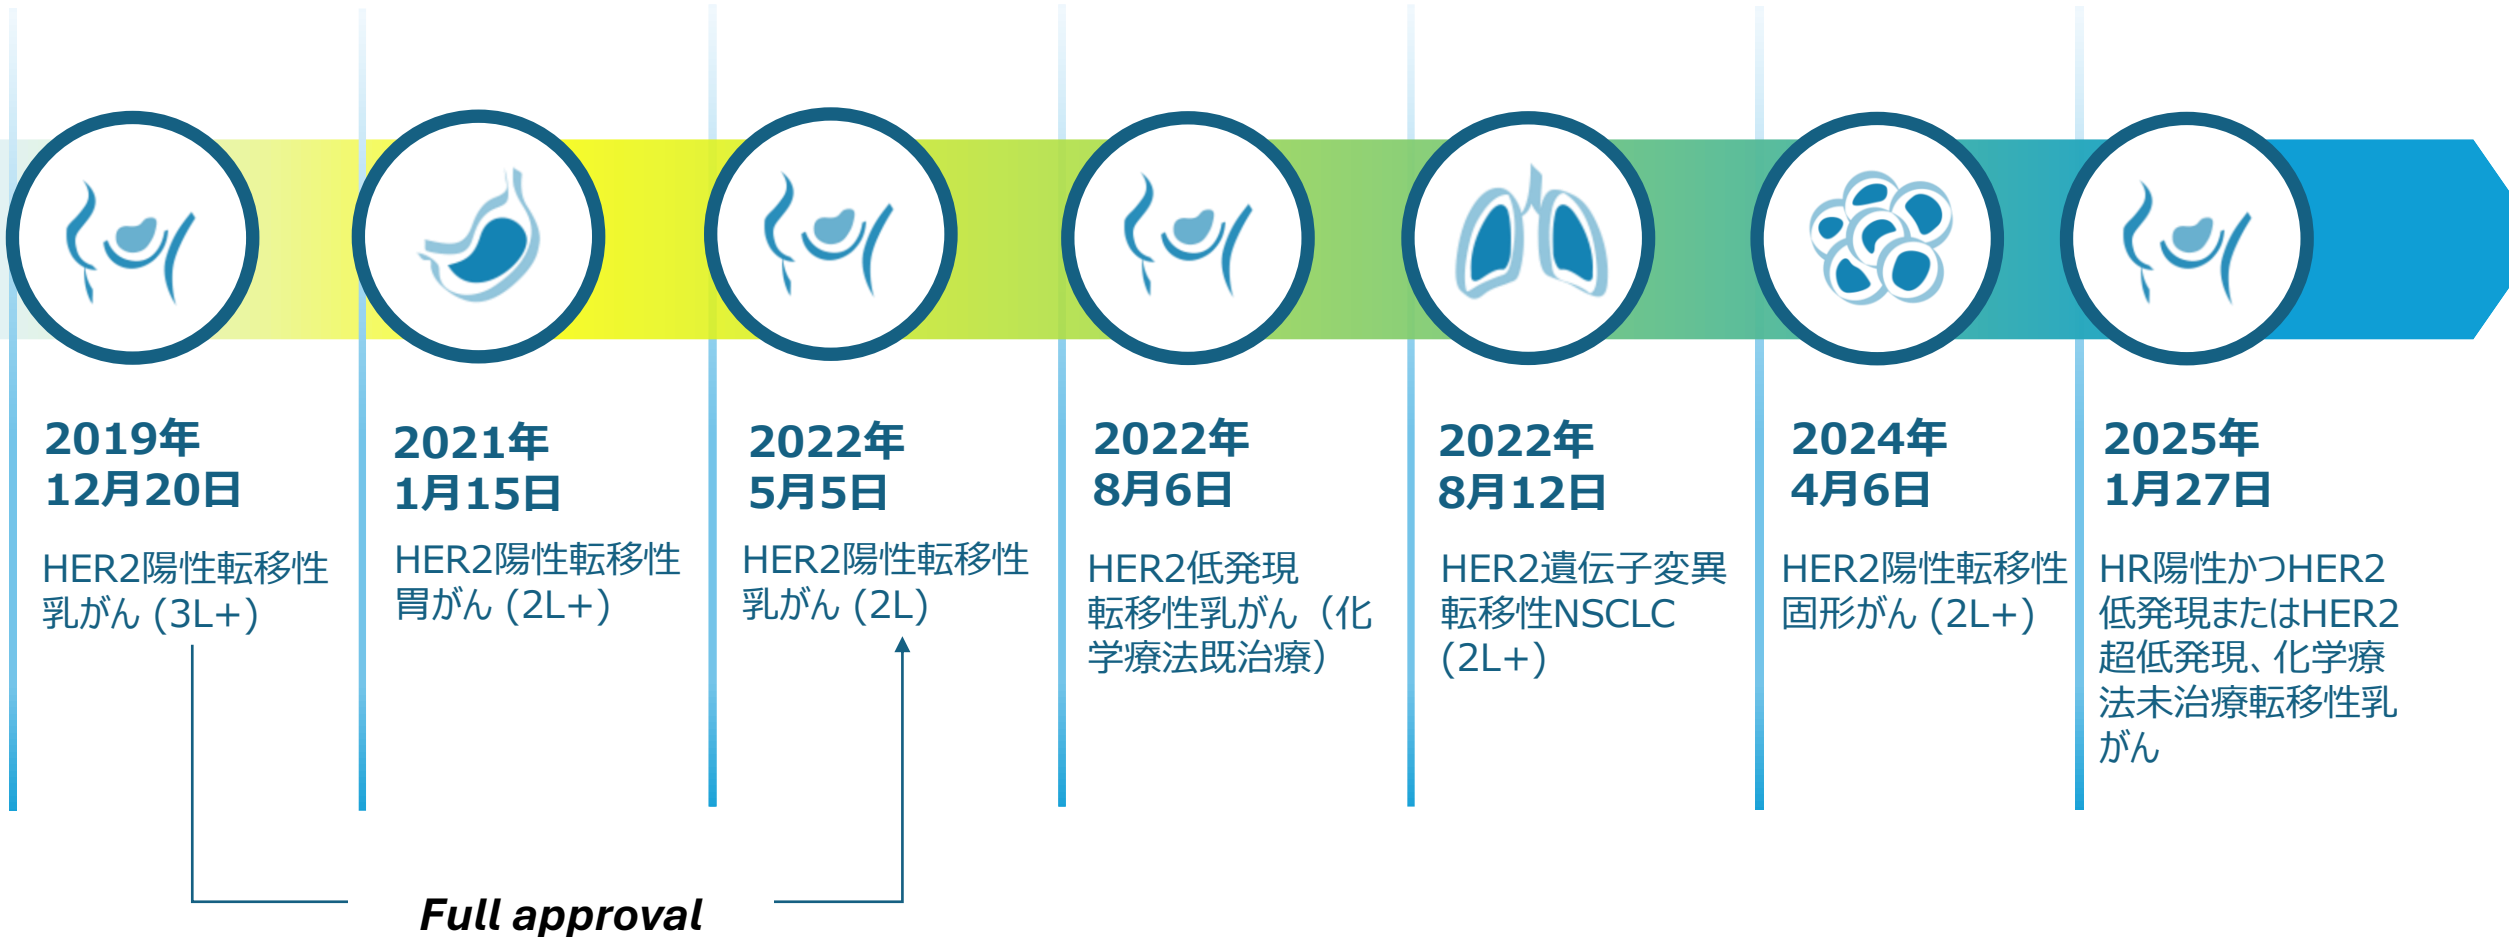 2019年
12月20日
HER2陽性転移性
乳がん (3L+)
2021年
1月15日
HER2陽性転移性
胃がん (2L+)
2022年
5月5日
HER2陽性転移性
乳がん (2L)
2022年
8月6日
HER2低発現
転移性乳がん（化
学療法既治療）
2022年
8月12日
HER2遺伝子変異
転移性NSCLC
(2L+)
2024年
4月6日
HER2陽性転移性
固形がん (2L+)
2025年
1月27日
HR陽性かつHER2
低発現またはHER2
超低発現、化学療
法未治療転移性乳
がん
Full approval